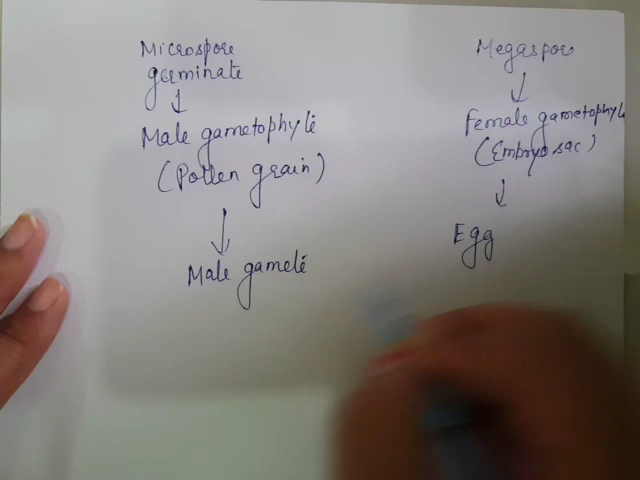 Microspore
germinate
↓
Male gametophyte
(Pollen grain)
↓
Male gamete
Megaspore
↓
Female gametophyte
(Embryo sac)
↓
Egg